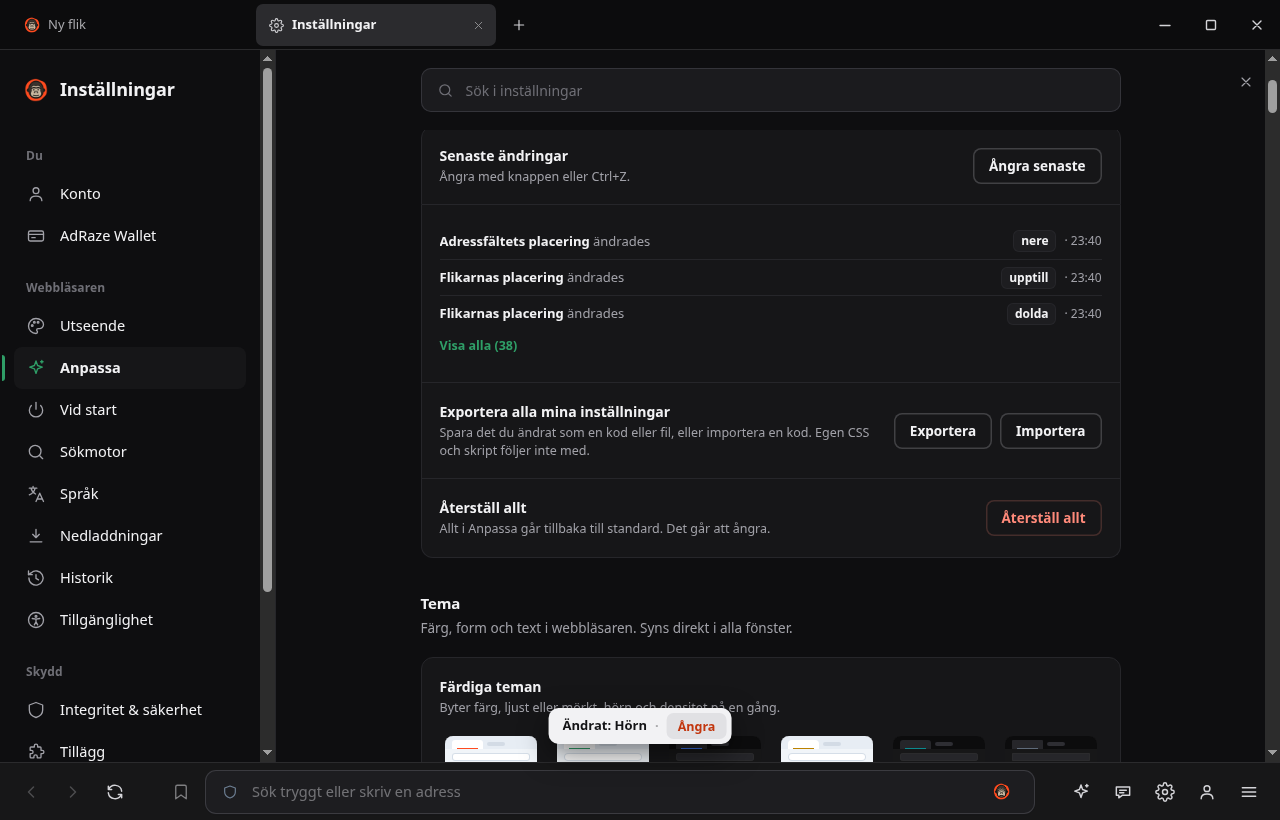 Ny flik
Inställningar
Inställningar
Du
Konto
AdRaze Wallet
Webbläsaren
Utseende
Anpassa
Vid start
Sökmotor
Språk
Nedladdningar
Historik
Tillgänglighet
Skydd
Integritet & säkerhet
Tillägg
Sök i inställningar
Senaste ändringar
Ångra med knappen eller Ctrl+Z.
Ångra senaste
Adressfältets placering ändrades nere · 23:40
Flikarnas placering ändrades upptill · 23:40
Flikarnas placering ändrades dolda · 23:40
Visa alla (38)
Exportera alla mina inställningar
Spara det du ändrat som en kod eller fil, eller importera en kod. Egen CSS
och skript följer inte med.
Exportera
Importera
Återställ allt
Allt i Anpassa går tillbaka till standard. Det går att ångra.
Återställ allt
Tema
Färg, form och text i webbläsaren. Syns direkt i alla fönster.
Färdiga teman
Byter färg, ljust eller mörkt, hörn och densitet på en gång.
Ändrat: Hörn · Ångra
Sök tryggt eller skriv en adress